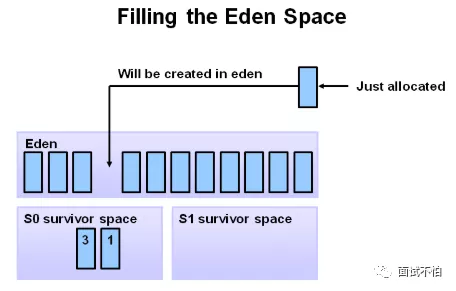 Filling the Eden Space
Will be created in eden
Just allocated
Eden
S0 survivor space
S1 survivor space
3 1
面试不怕